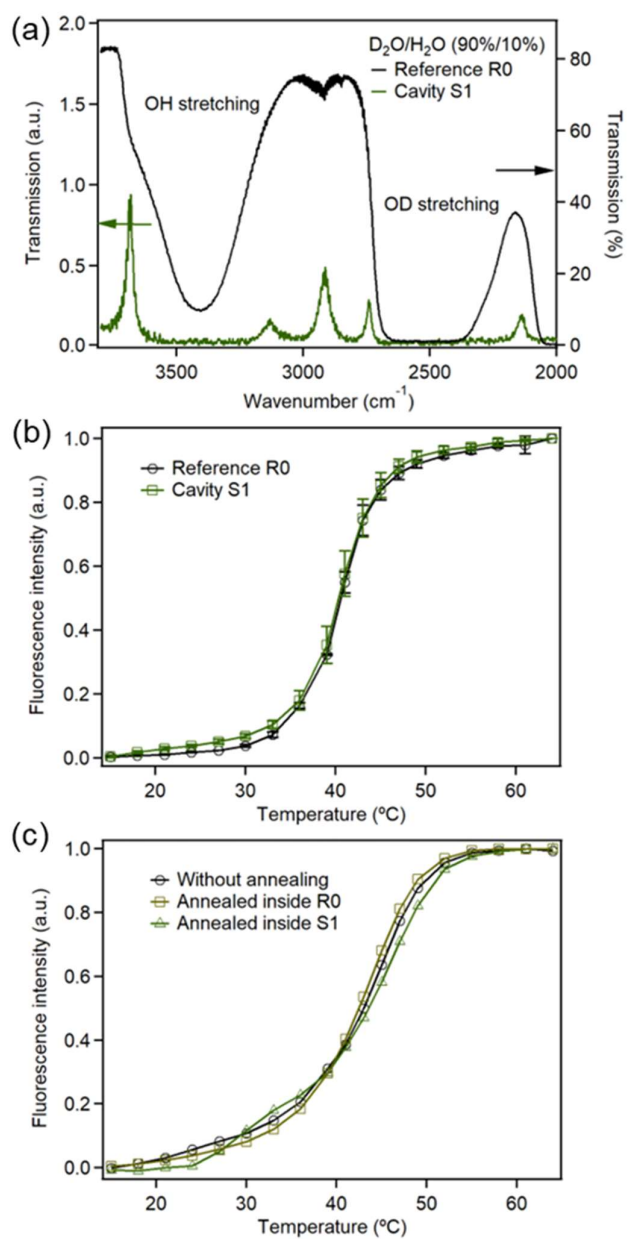 (a)
2.0
1.5
1.0
0.5
0.0
Transmission (a.u.)
D₂O/H₂O (90%/10%)
Reference R0
Cavity S1
OH stretching
OD stretching
80
60
40
20
0
Transmission (%)
3500
3000
2500
2000
Wavenumber (cm⁻¹)
(b)
1.0
0.8
0.6
0.4
0.2
0.0
Fluorescence intensity (a.u.)
Reference R0
Cavity S1
20
30
40
50
60
Temperature (ºC)
(c)
1.0
0.8
0.6
0.4
0.2
0.0
Fluorescence intensity (a.u.)
Without annealing
Annealed inside R0
Annealed inside S1
20
30
40
50
60
Temperature (ºC)